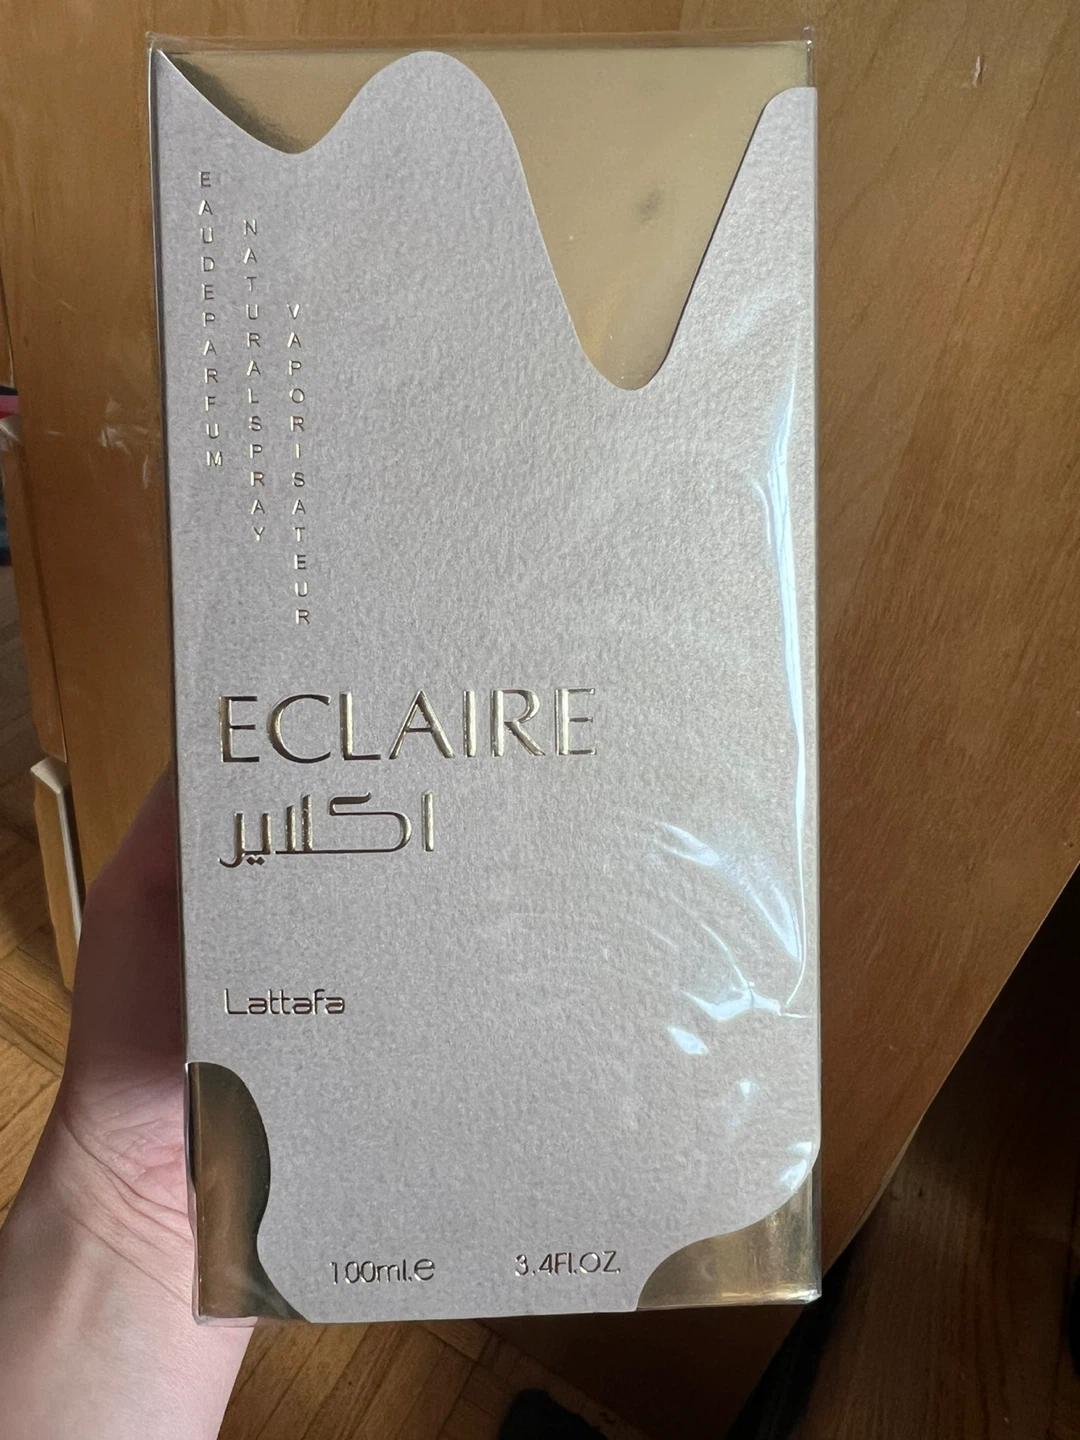 EAUDEPARFUM
NATURALSPRAY
VAPORISATEUR
ECLAIRE
اكلاير
Lattafa
100ml.e 3.4Fl.OZ.